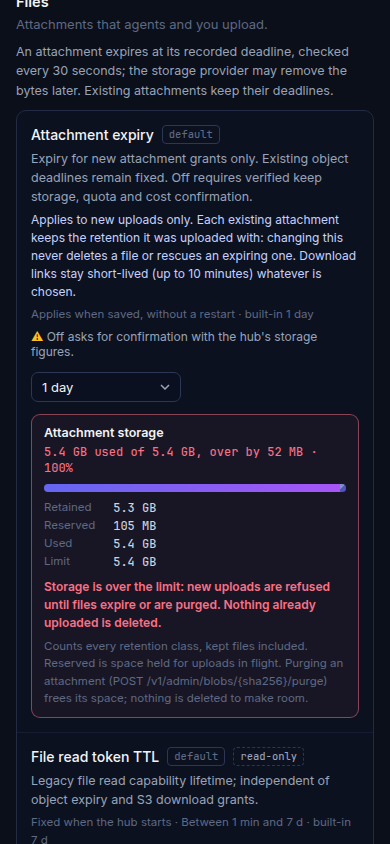 Files
Attachments that agents and you upload.
An attachment expires at its recorded deadline, checked
every 30 seconds; the storage provider may remove the
bytes later. Existing attachments keep their deadlines.
Attachment expiry default
Expiry for new attachment grants only. Existing object
deadlines remain fixed. Off requires verified keep
storage, quota and cost confirmation.
Applies to new uploads only. Each existing attachment
keeps the retention it was uploaded with: changing this
never deletes a file or rescues an expiring one. Download
links stay short-lived (up to 10 minutes) whatever is
chosen.
Applies when saved, without a restart · built-in 1 day
⚠ Off asks for confirmation with the hub's storage
figures.
1 day
Attachment storage
5.4 GB used of 5.4 GB, over by 52 MB ·
100%
Retained 5.3 GB
Reserved 105 MB
Used 5.4 GB
Limit 5.4 GB
Storage is over the limit: new uploads are refused
until files expire or are purged. Nothing already
uploaded is deleted.
Counts every retention class, kept files included.
Reserved is space held for uploads in flight. Purging an
attachment (POST /v1/admin/blobs/{sha256}/purge)
frees its space; nothing is deleted to make room.
File read token TTL default read-only
Legacy file read capability lifetime; independent of
object expiry and S3 download grants.
Fixed when the hub starts · Between 1 min and 7 d · built-in
7 d